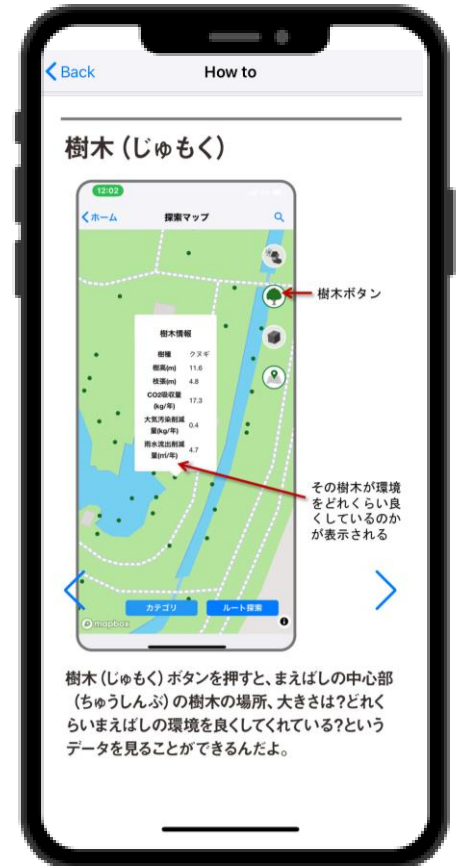 Back
How to
樹木（じゅもく）
12:02
ホーム
探索マップ
樹木ボタン
樹木情報
樹種 クヌギ
樹高(m) 11.6
枝張(m) 4.8
CO2吸収量
(kg/年)
17.3
大気汚染削減
量(kg/年)
0.4
雨水流出削減
量(㎥/年)
4.7
その樹木が環境
をどれくらい良
くしているのか
が表示される
カテゴリ
ルート探索
mapbox
樹木（じゅもく）ボタンを押すと、まえばしの中心部
（ちゅうしんぶ）の樹木の場所、大きさは?どれく
らいまえばしの環境を良くしてくれている?という
データを見ることができるんだよ。